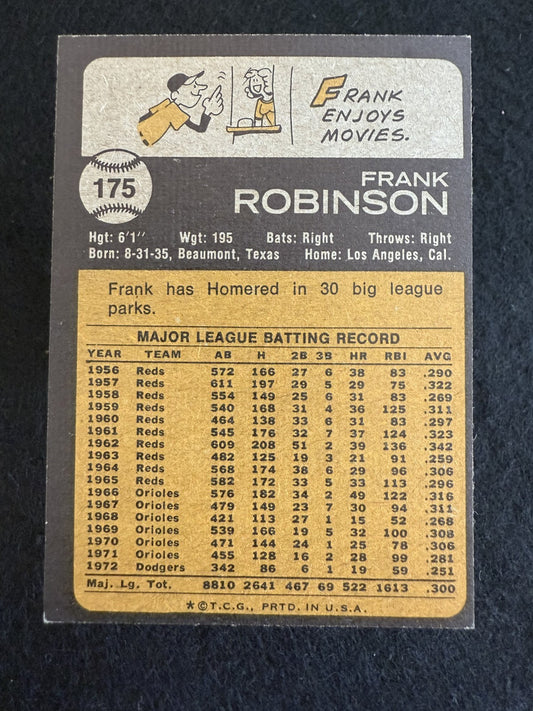 FRANK
ENJOYS
MOVIES.
175
FRANK
ROBINSON
Hgt: 6'1" Wgt: 195 Bats: Right Throws: Right
Born: 8-31-35, Beaumont, Texas Home: Los Angeles, Cal.
Frank has Homered in 30 big league
parks.
MAJOR LEAGUE BATTING RECORD
YEAR TEAM AB H 2B 3B HR RBI AVG
1956 Reds 572 166 27 6 38 83 .290
1957 Reds 611 197 29 5 29 75 .322
1958 Reds 554 149 25 6 31 83 .269
1959 Reds 540 168 31 4 36 125 .311
1960 Reds 464 138 33 6 31 83 .297
1961 Reds 545 176 32 7 37 124 .323
1962 Reds 609 208 51 2 39 136 .342
1963 Reds 482 125 19 3 21 91 .259
1964 Reds 568 174 38 6 29 96 .306
1965 Reds 582 172 33 5 33 113 .296
1966 Orioles 576 182 34 2 49 122 .316
1967 Orioles 479 149 23 7 30 94 .311
1968 Orioles 421 113 27 1 15 52 .268
1969 Orioles 539 166 19 5 32 100 .308
1970 Orioles 471 144 24 1 25 78 .306
1971 Orioles 455 128 16 2 28 99 .281
1972 Dodgers 342 86 6 1 19 59 .251
Maj. Lg. Tot. 8810 2641 467 69 522 1613 .300
*©T.C.G., PRTD. IN U.S.A.